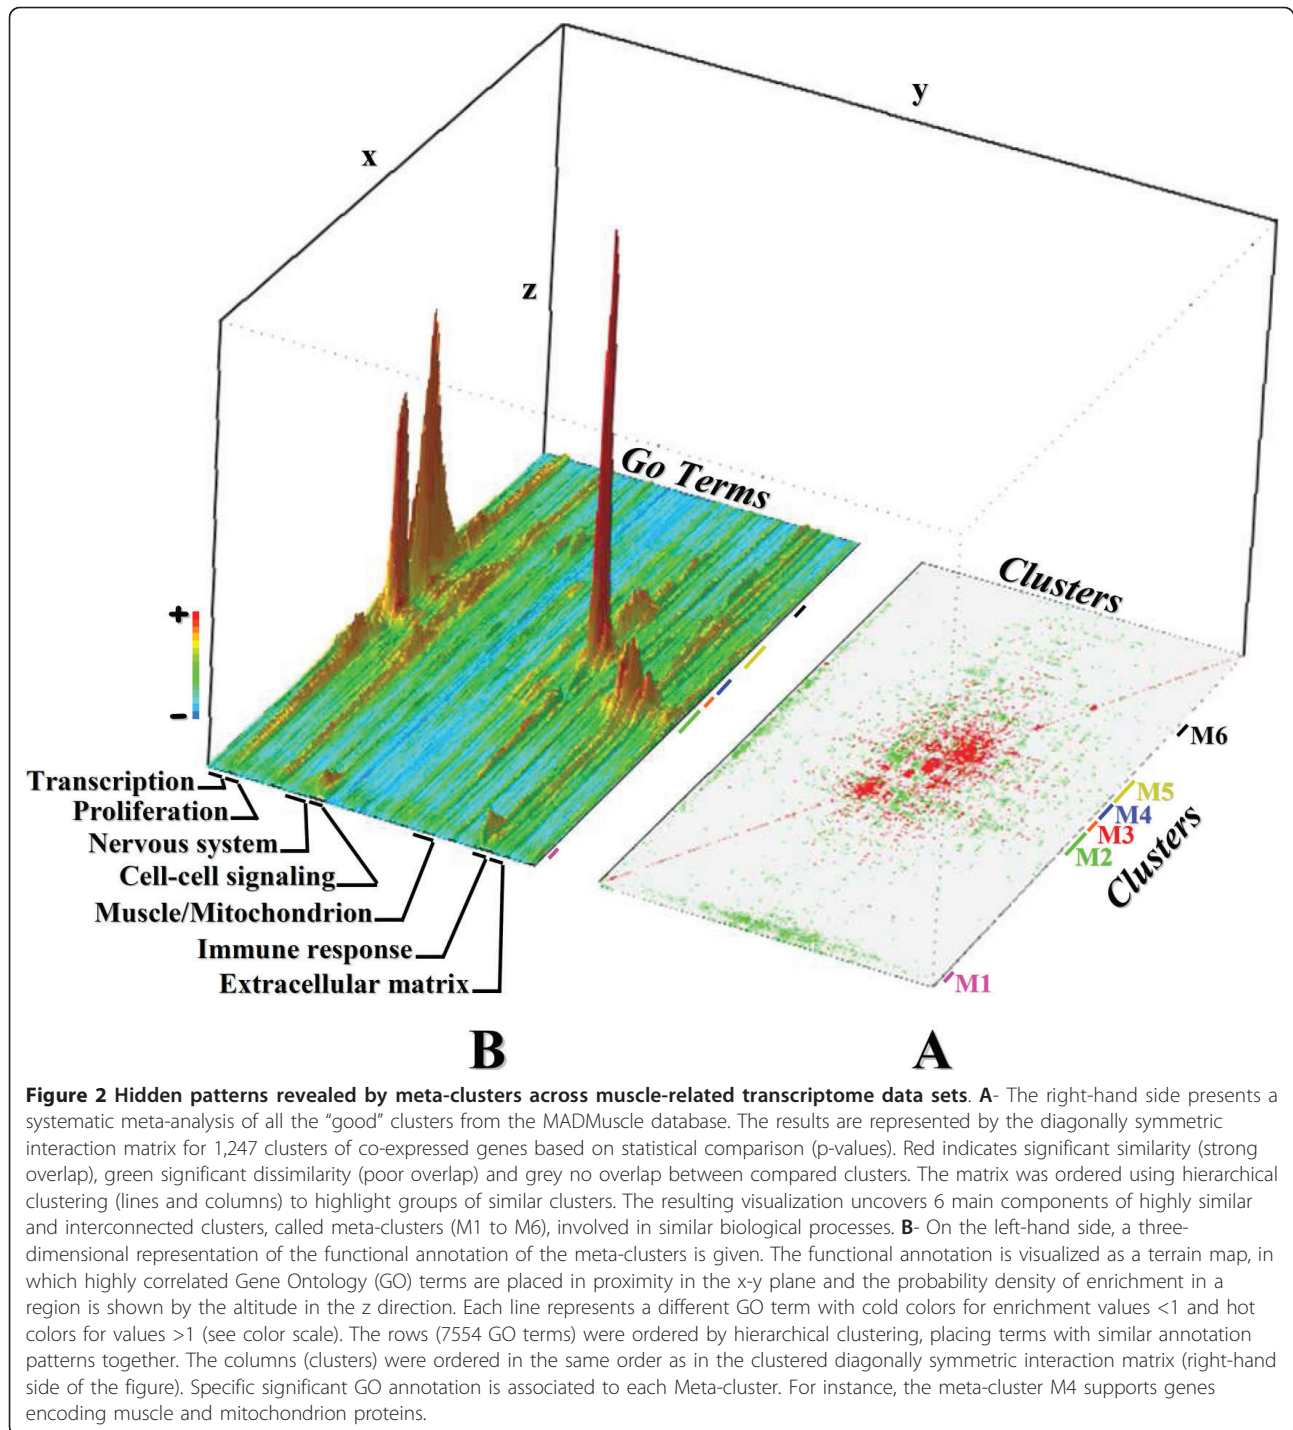 y
x
z
Go Terms
Clusters
+
−
M6
M5
M4
M3
M2
Clusters
M1
Transcription
Proliferation
Nervous system
Cell-cell signaling
Muscle/Mitochondrion
Immune response
Extracellular matrix
B
A
Figure 2 Hidden patterns revealed by meta-clusters across muscle-related transcriptome data sets. A- The right-hand side presents a
systematic meta-analysis of all the “good” clusters from the MADMuscle database. The results are represented by the diagonally symmetric
interaction matrix for 1,247 clusters of co-expressed genes based on statistical comparison (p-values). Red indicates significant similarity (strong
overlap), green significant dissimilarity (poor overlap) and grey no overlap between compared clusters. The matrix was ordered using hierarchical
clustering (lines and columns) to highlight groups of similar clusters. The resulting visualization uncovers 6 main components of highly similar
and interconnected clusters, called meta-clusters (M1 to M6), involved in similar biological processes. B- On the left-hand side, a three-
dimensional representation of the functional annotation of the meta-clusters is given. The functional annotation is visualized as a terrain map, in
which highly correlated Gene Ontology (GO) terms are placed in proximity in the x-y plane and the probability density of enrichment in a
region is shown by the altitude in the z direction. Each line represents a different GO term with cold colors for enrichment values <1 and hot
colors for values >1 (see color scale). The rows (7554 GO terms) were ordered by hierarchical clustering, placing terms with similar annotation
patterns together. The columns (clusters) were ordered in the same order as in the clustered diagonally symmetric interaction matrix (right-hand
side of the figure). Specific significant GO annotation is associated to each Meta-cluster. For instance, the meta-cluster M4 supports genes
encoding muscle and mitochondrion proteins.